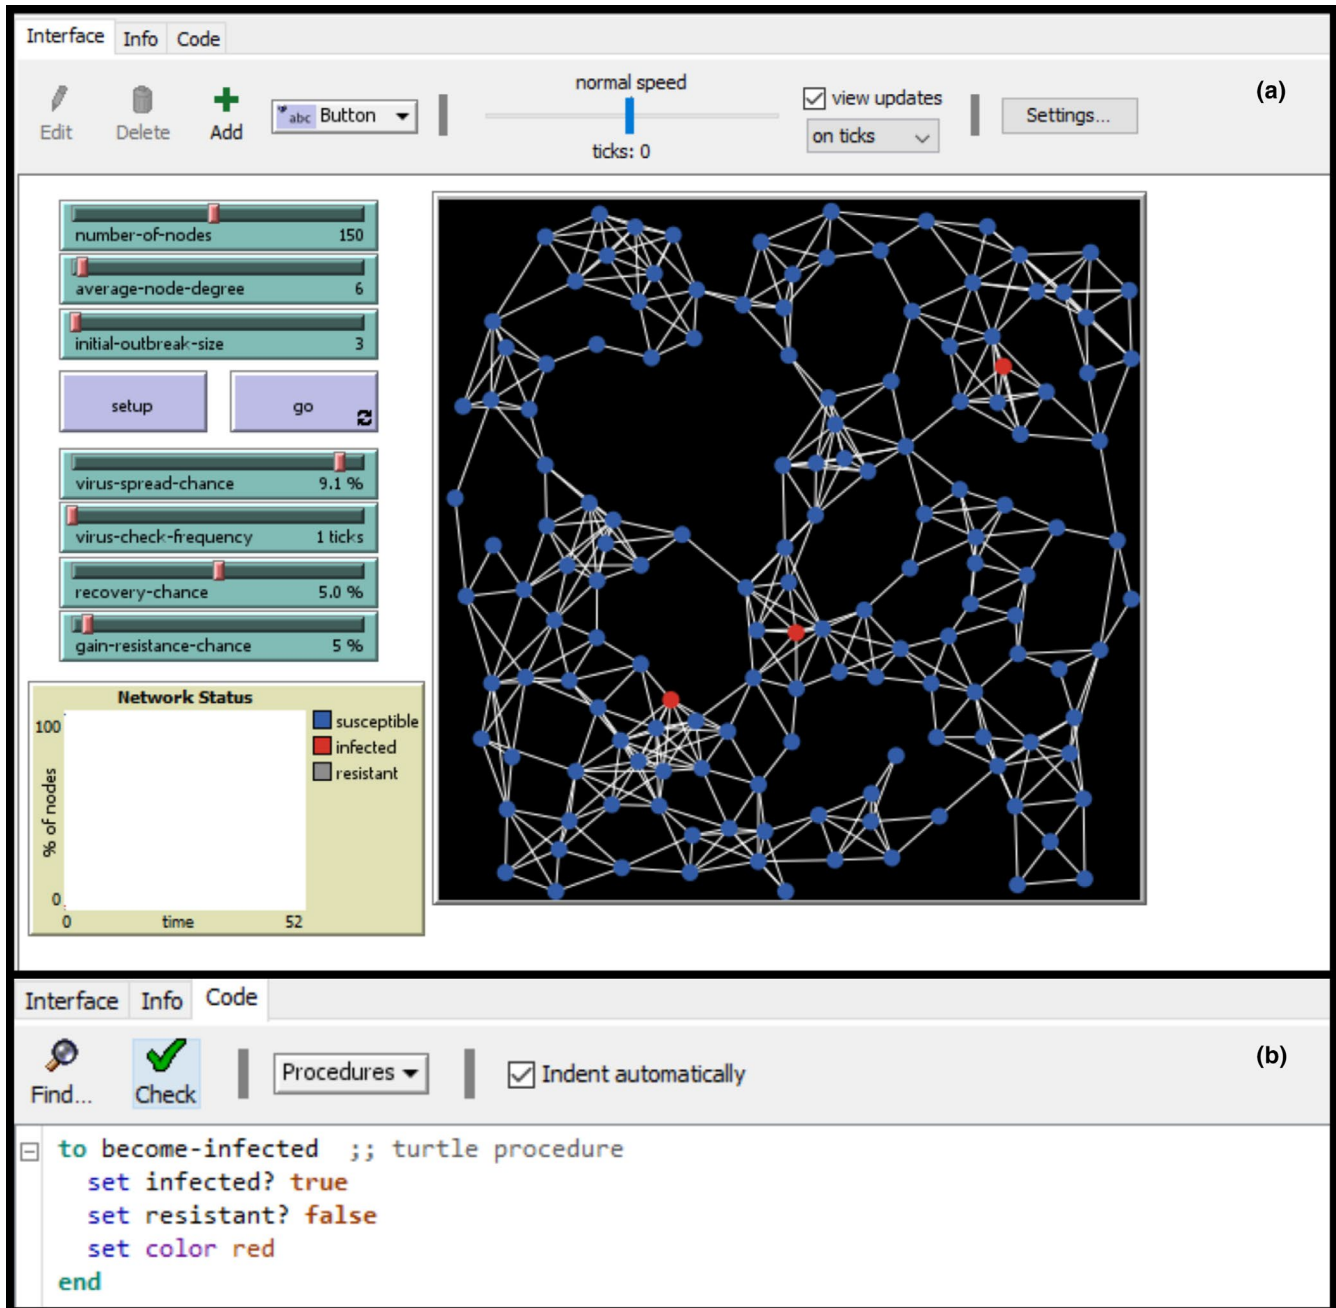 Interface Info Code
(a)
Edit Delete Add abc Button normal speed ticks: 0 view updates on ticks Settings...
number-of-nodes 150
average-node-degree 6
initial-outbreak-size 3
setup go
virus-spread-chance 9.1 %
virus-check-frequency 1 ticks
recovery-chance 5.0 %
gain-resistance-chance 5 %
Network Status
100
% of nodes
0
0 time 52
susceptible
infected
resistant
Interface Info Code
(b)
Find... Check Procedures Indent automatically
to become-infected ;; turtle procedure
set infected? true
set resistant? false
set color red
end